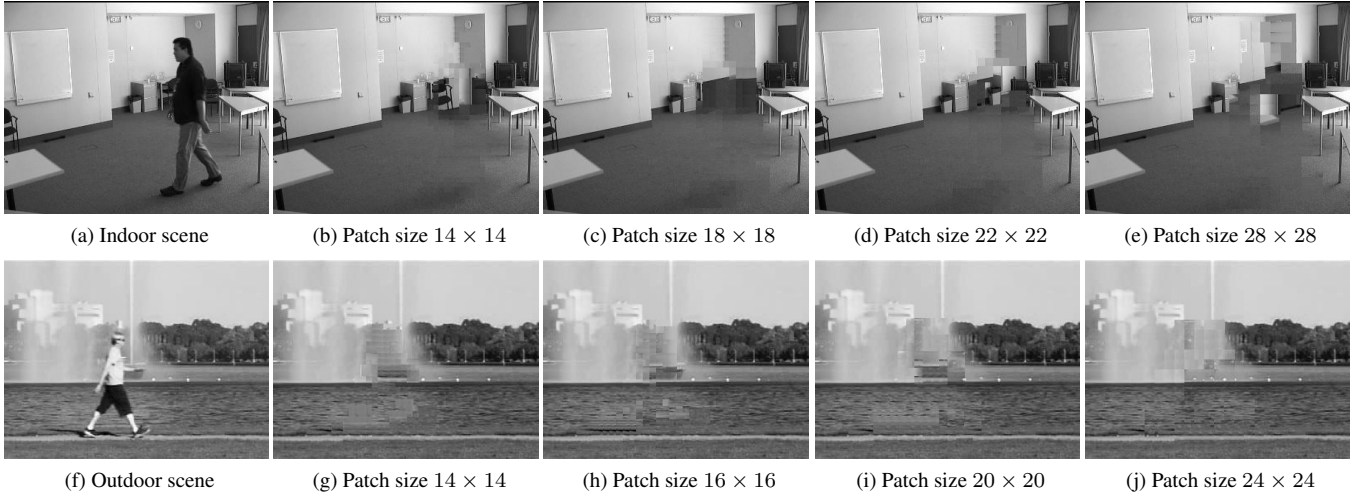 (a) Indoor scene
(b) Patch size 14 × 14
(c) Patch size 18 × 18
(d) Patch size 22 × 22
(e) Patch size 28 × 28
(f) Outdoor scene
(g) Patch size 14 × 14
(h) Patch size 16 × 16
(i) Patch size 20 × 20
(j) Patch size 24 × 24